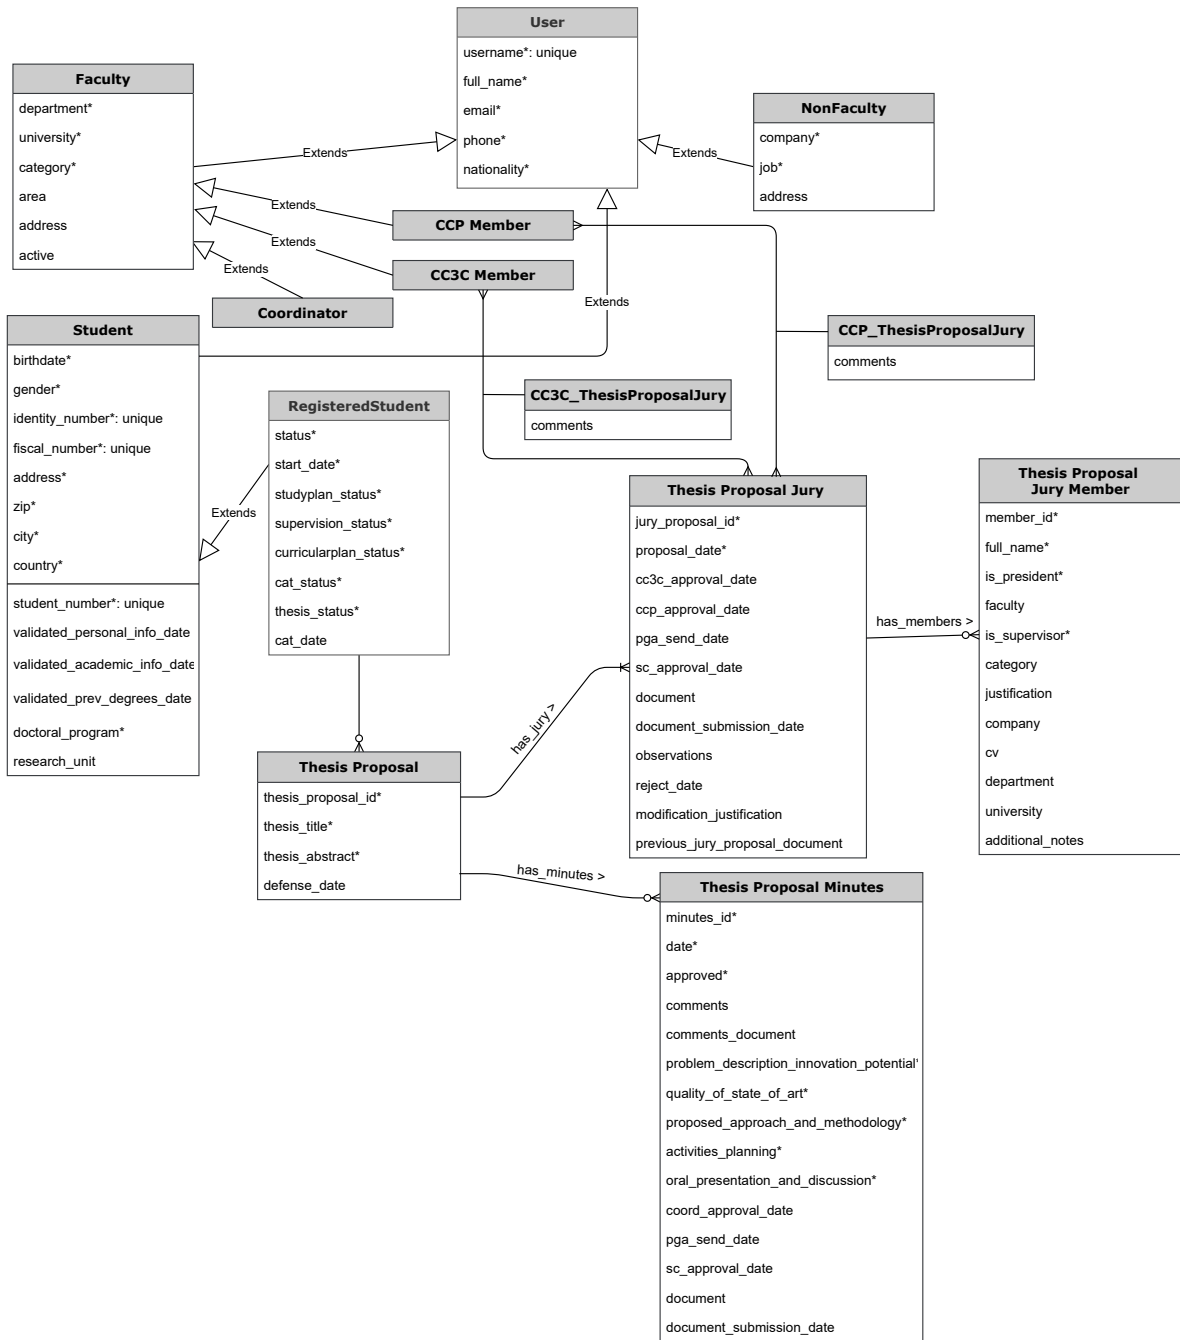 User
username*: unique
full_name*
email*
phone*
nationality*
Faculty
department*
university*
category*
area
address
active
NonFaculty
company*
job*
address
Extends
Extends
Extends
CCP Member
Extends
CC3C Member
Extends
Coordinator
Extends
Student
birthdate*
gender*
identity_number*: unique
fiscal_number*: unique
address*
zip*
city*
country*
student_number*: unique
validated_personal_info_date
validated_academic_info_date
validated_prev_degrees_date
doctoral_program*
research_unit
CCP_ThesisProposalJury
comments
CC3C_ThesisProposalJury
comments
RegisteredStudent
status*
start_date*
studyplan_status*
supervision_status*
curricularplan_status*
cat_status*
thesis_status*
cat_date
Extends
Thesis Proposal Jury
jury_proposal_id*
proposal_date*
cc3c_approval_date
ccp_approval_date
pga_send_date
sc_approval_date
document
document_submission_date
observations
reject_date
modification_justification
previous_jury_proposal_document
Thesis Proposal
Jury Member
member_id*
full_name*
is_president*
faculty
is_supervisor*
category
justification
company
cv
department
university
additional_notes
has_members >
has_jury >
Thesis Proposal
thesis_proposal_id*
thesis_title*
thesis_abstract*
defense_date
has_minutes >
Thesis Proposal Minutes
minutes_id*
date*
approved*
comments
comments_document
problem_description_innovation_potential*
quality_of_state_of_art*
proposed_approach_and_methodology*
activities_planning*
oral_presentation_and_discussion*
coord_approval_date
pga_send_date
sc_approval_date
document
document_submission_date